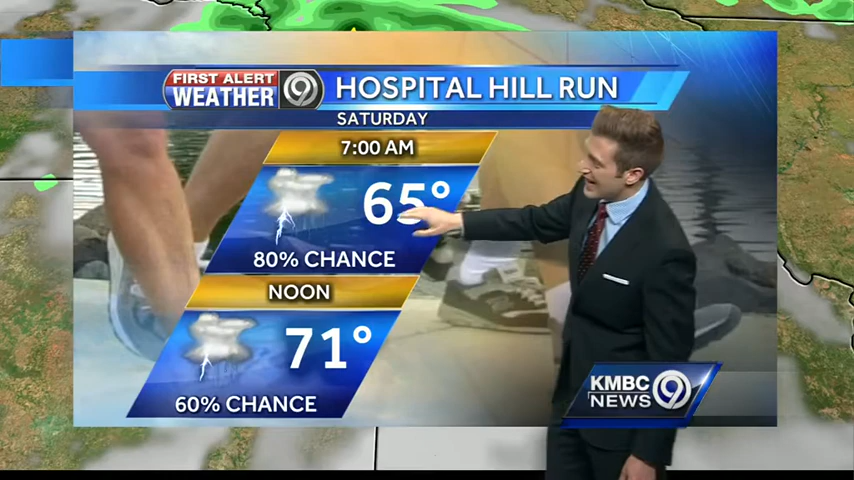 FIRST ALERT
WEATHER 9
HOSPITAL HILL RUN
SATURDAY
7:00 AM
65°
80% CHANCE
NOON
71°
60% CHANCE
KMBC 9
NEWS